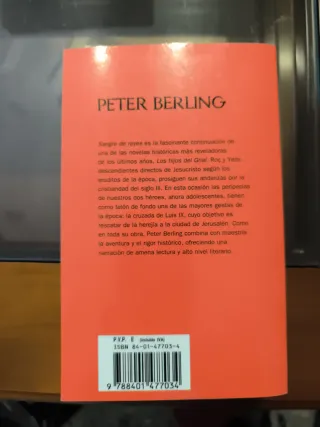 PETER BERLING
Sangre de reyes es la fascinante continuación de
una de las novelas históricas más reveladoras
de los últimos años, Los hijos del Grial. Roç y Yeza,
descendientes directos de Jesucristo según los
eruditos de la época, prosiguen sus andanzas por la
cristiandad del siglo III. En esta ocasión las peripecias
de nuestros dos héroes, ahora adolescentes, tienen
como telón de fondo una de las mayores gestas de
la época: la cruzada de Luis IX, cuyo objetivo es
rescatar de la herejía a la ciudad de Jerusalén. Como
en toda su obra, Peter Berling combina con maestría
la aventura y el rigor histórico, ofreciendo una
narración de amena lectura y alto nivel literario.
P.V.P. E (incluido IVA)
ISBN 84-01-47703-4
9 788401 477034